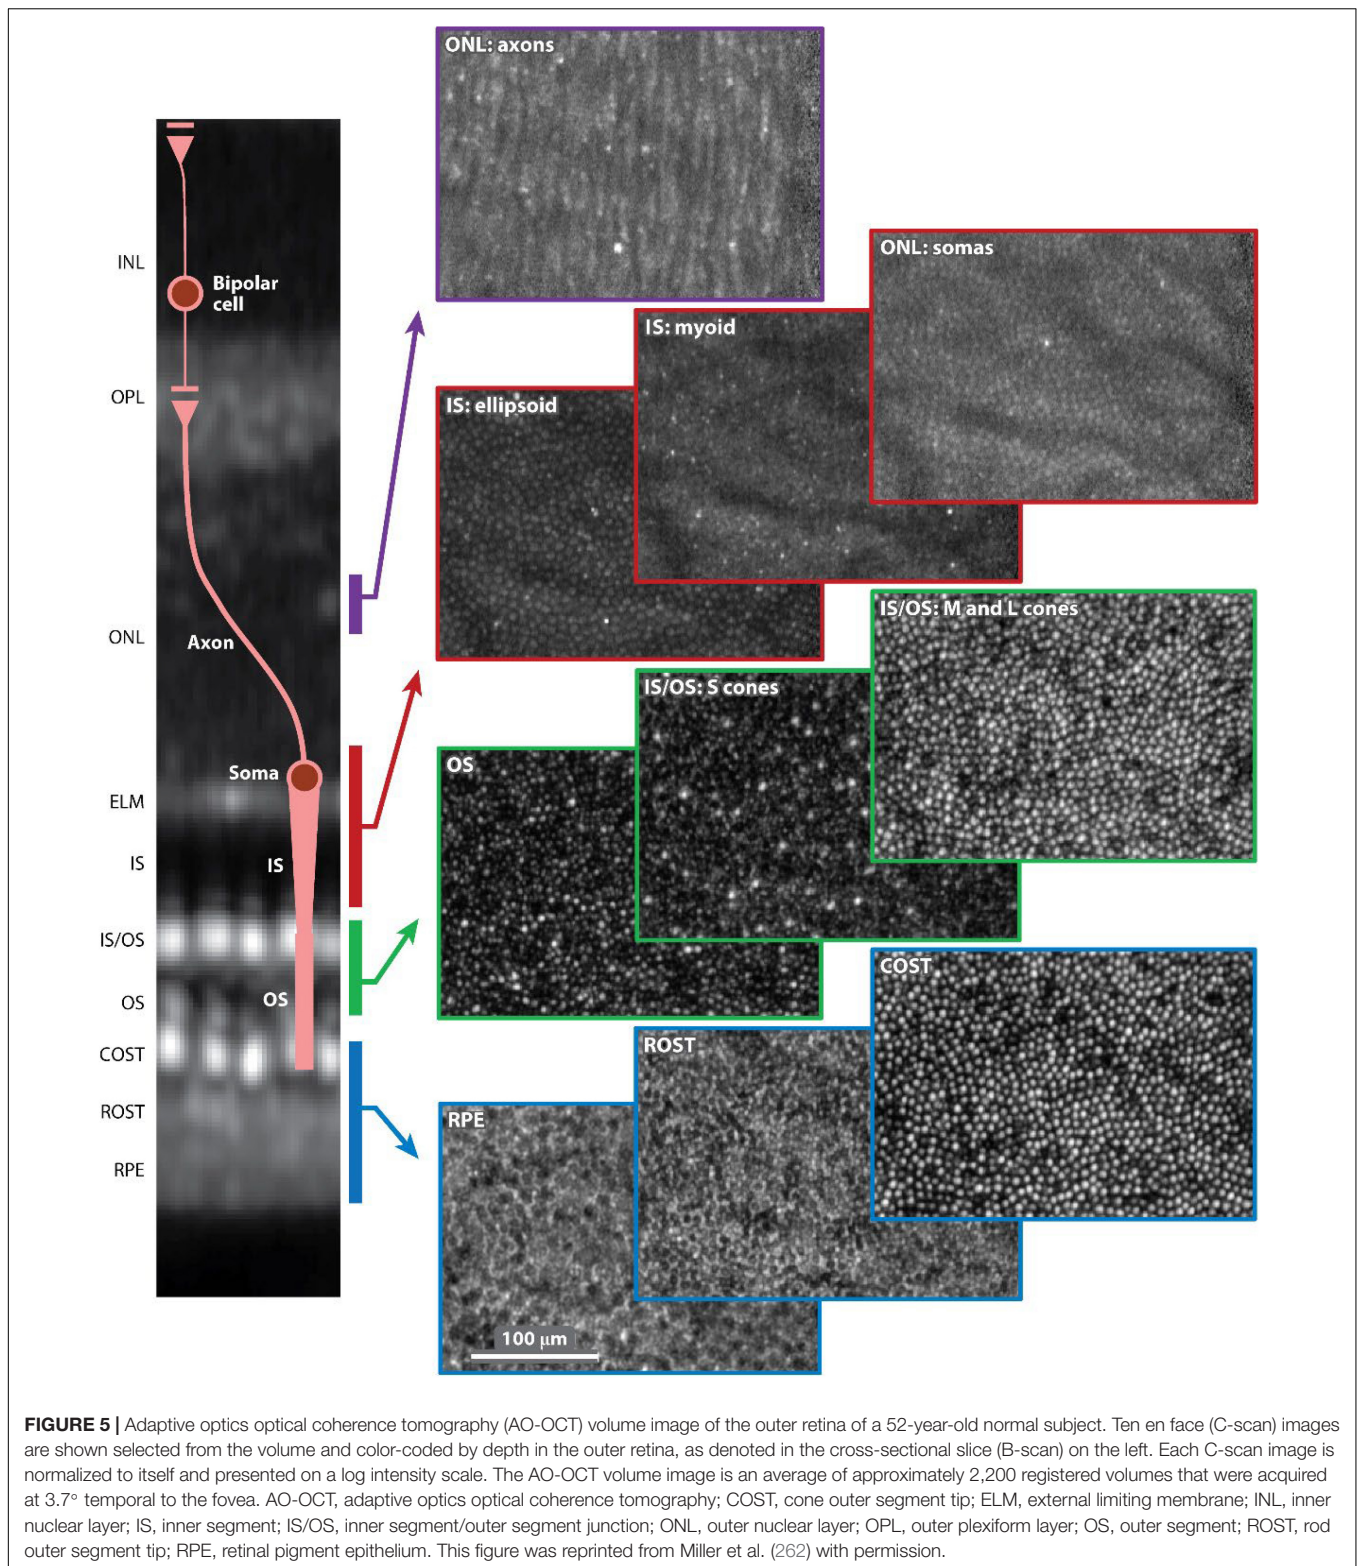 ONL: axons
ONL: somas
IS: myoid
IS: ellipsoid
IS/OS: M and L cones
IS/OS: S cones
OS
COST
ROST
RPE
100 μm
INL
Bipolar
cell
OPL
ONL
Axon
Soma
ELM
IS
IS
IS/OS
OS
OS
COST
ROST
RPE
FIGURE 5 | Adaptive optics optical coherence tomography (AO-OCT) volume image of the outer retina of a 52-year-old normal subject. Ten en face (C-scan) images
are shown selected from the volume and color-coded by depth in the outer retina, as denoted in the cross-sectional slice (B-scan) on the left. Each C-scan image is
normalized to itself and presented on a log intensity scale. The AO-OCT volume image is an average of approximately 2,200 registered volumes that were acquired
at 3.7° temporal to the fovea. AO-OCT, adaptive optics optical coherence tomography; COST, cone outer segment tip; ELM, external limiting membrane; INL, inner
nuclear layer; IS, inner segment; IS/OS, inner segment/outer segment junction; ONL, outer nuclear layer; OPL, outer plexiform layer; OS, outer segment; ROST, rod
outer segment tip; RPE, retinal pigment epithelium. This figure was reprinted from Miller et al. (262) with permission.